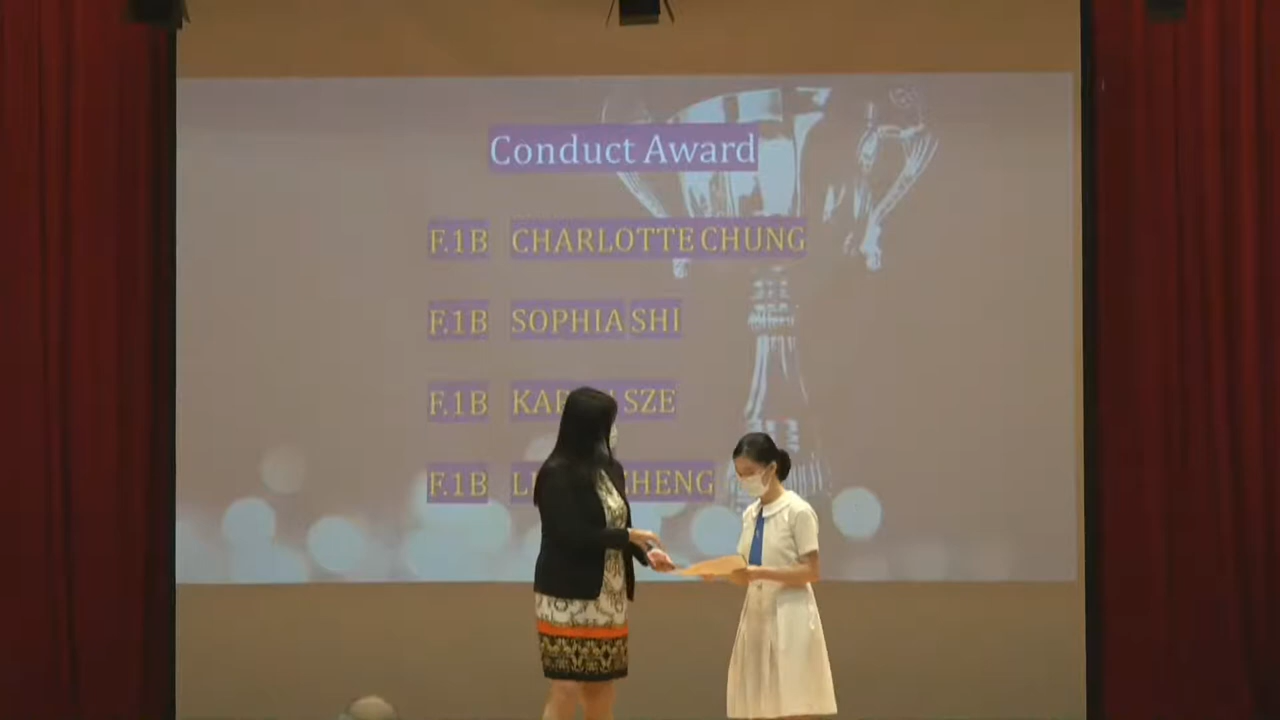 Conduct Award
F.1B CHARLOTTE CHUNG
F.1B SOPHIA SHI
F.1B SZE
F.1B